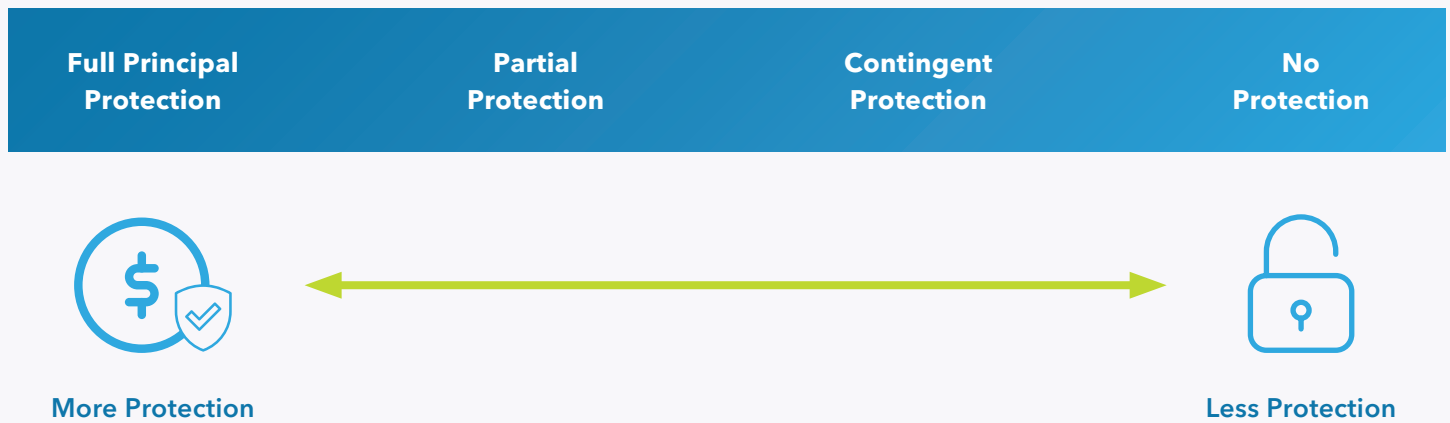 Full Principal
Protection
Partial
Protection
Contingent
Protection
No
Protection
$
More Protection
Less Protection